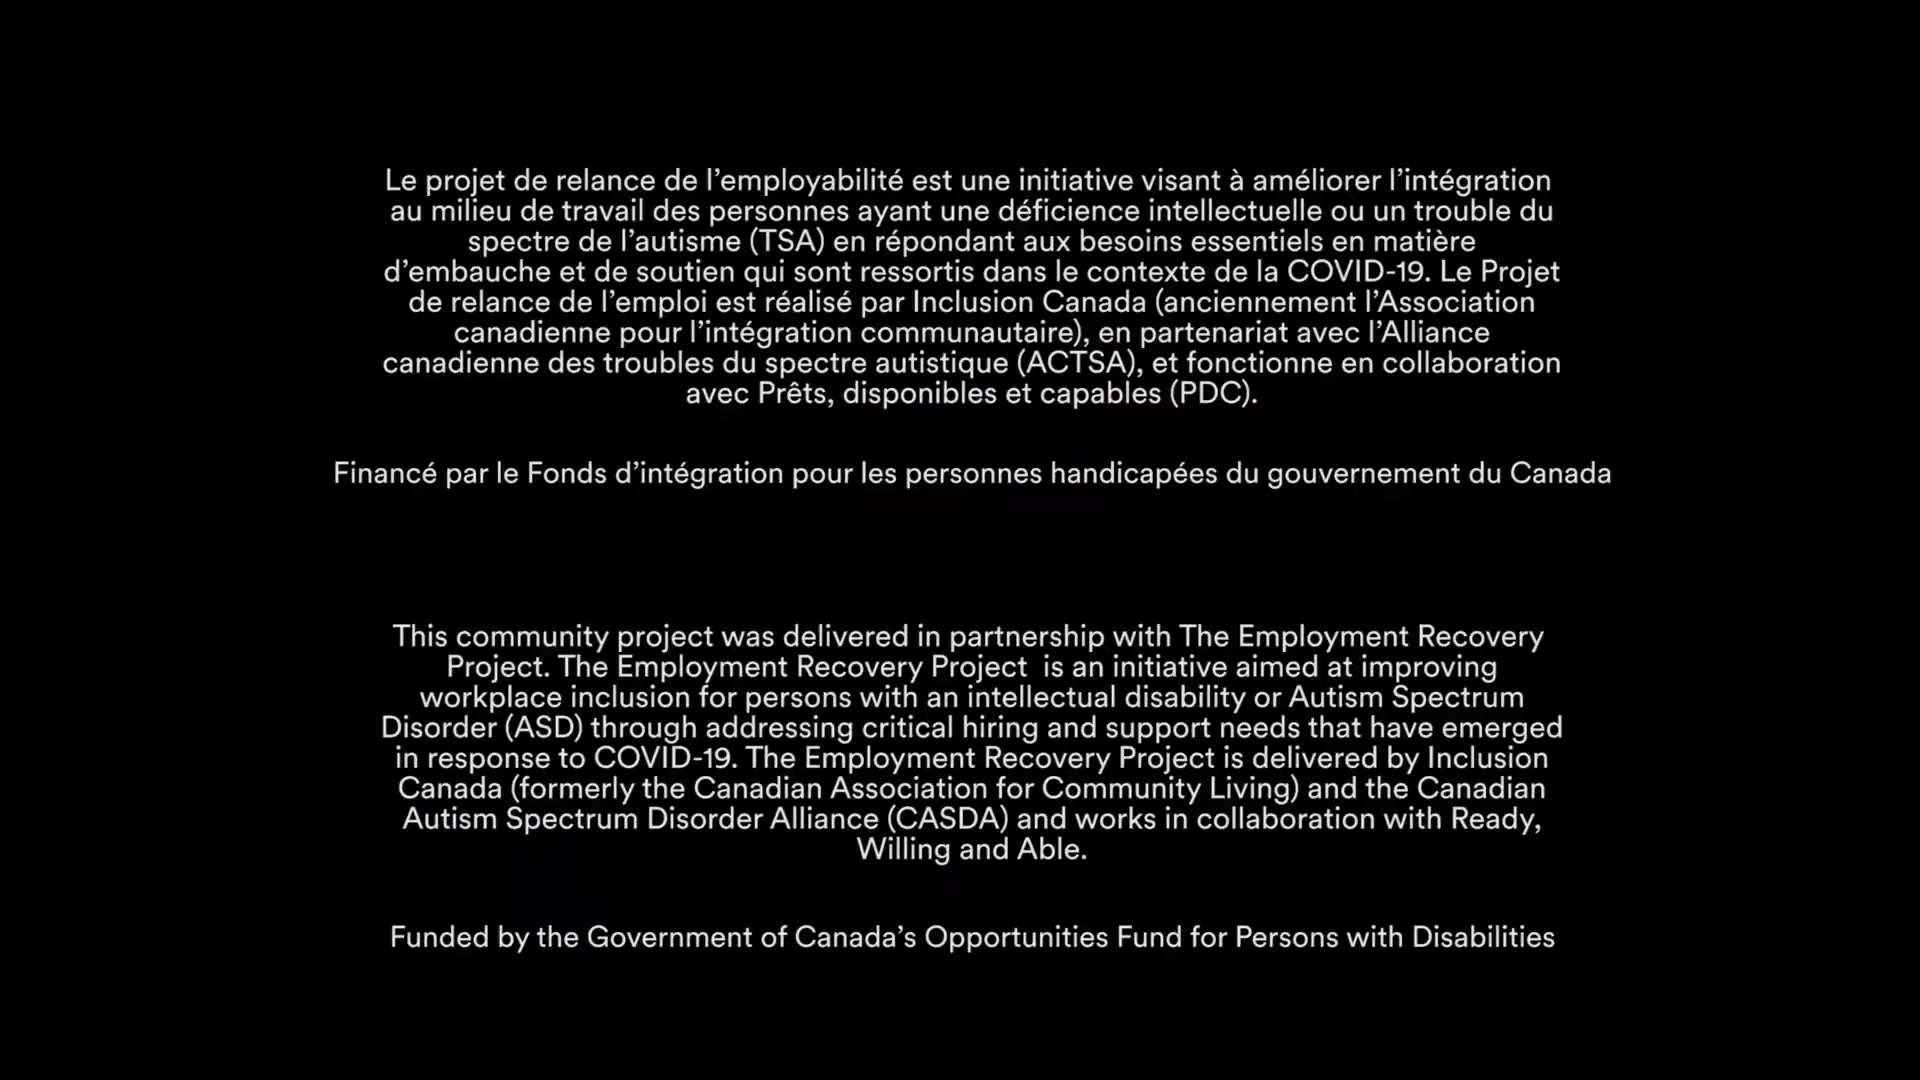 Le projet de relance de l’employabilité est une initiative visant à améliorer l’intégration
au milieu de travail des personnes ayant une déficience intellectuelle ou un trouble du
spectre de l’autisme (TSA) en répondant aux besoins essentiels en matière
d’embauche et de soutien qui sont ressortis dans le contexte de la COVID-19. Le Projet
de relance de l’emploi est réalisé par Inclusion Canada (anciennement l’Association
canadienne pour l’intégration communautaire), en partenariat avec l’Alliance
canadienne des troubles du spectre autistique (ACTSA), et fonctionne en collaboration
avec Prêts, disponibles et capables (PDC).
Financé par le Fonds d’intégration pour les personnes handicapées du gouvernement du Canada
This community project was delivered in partnership with The Employment Recovery
Project. The Employment Recovery Project  is an initiative aimed at improving
workplace inclusion for persons with an intellectual disability or Autism Spectrum
Disorder (ASD) through addressing critical hiring and support needs that have emerged
in response to COVID-19. The Employment Recovery Project is delivered by Inclusion
Canada (formerly the Canadian Association for Community Living) and the Canadian
Autism Spectrum Disorder Alliance (CASDA) and works in collaboration with Ready,
Willing and Able.
Funded by the Government of Canada’s Opportunities Fund for Persons with Disabilities